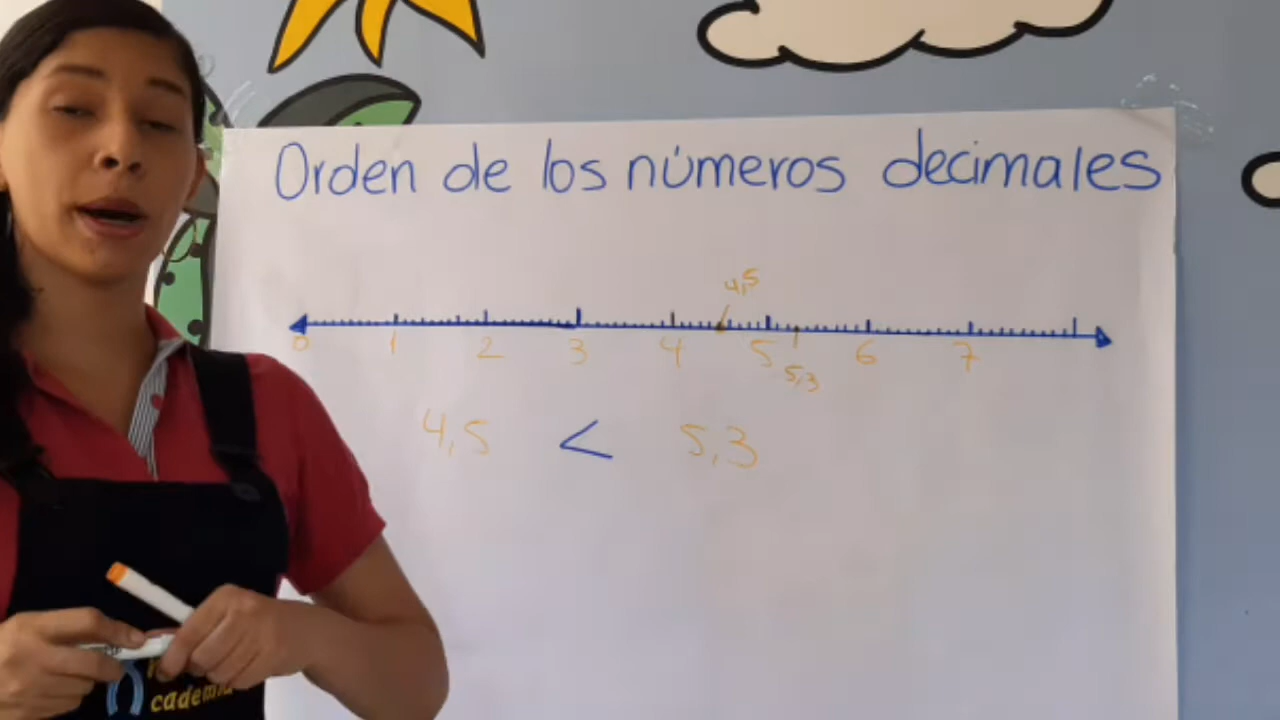 Orden de los números decimales
4,5
0 1 2 3 4 5 6 7
5,3
4,5 < 5,3